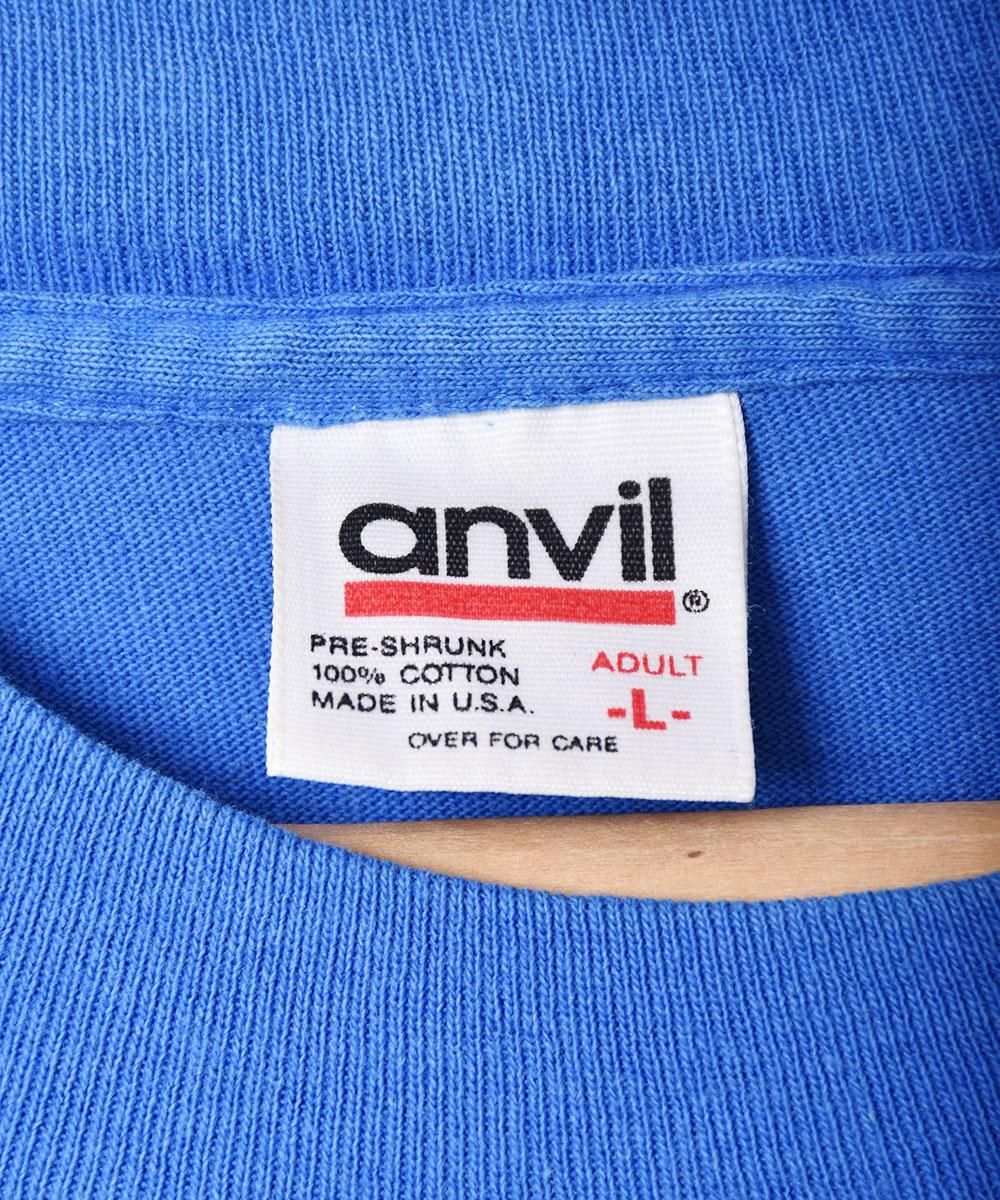 anvil®
PRE-SHRUNK
100% COTTON
MADE IN U.S.A.
ADULT
-L-
OVER FOR CARE